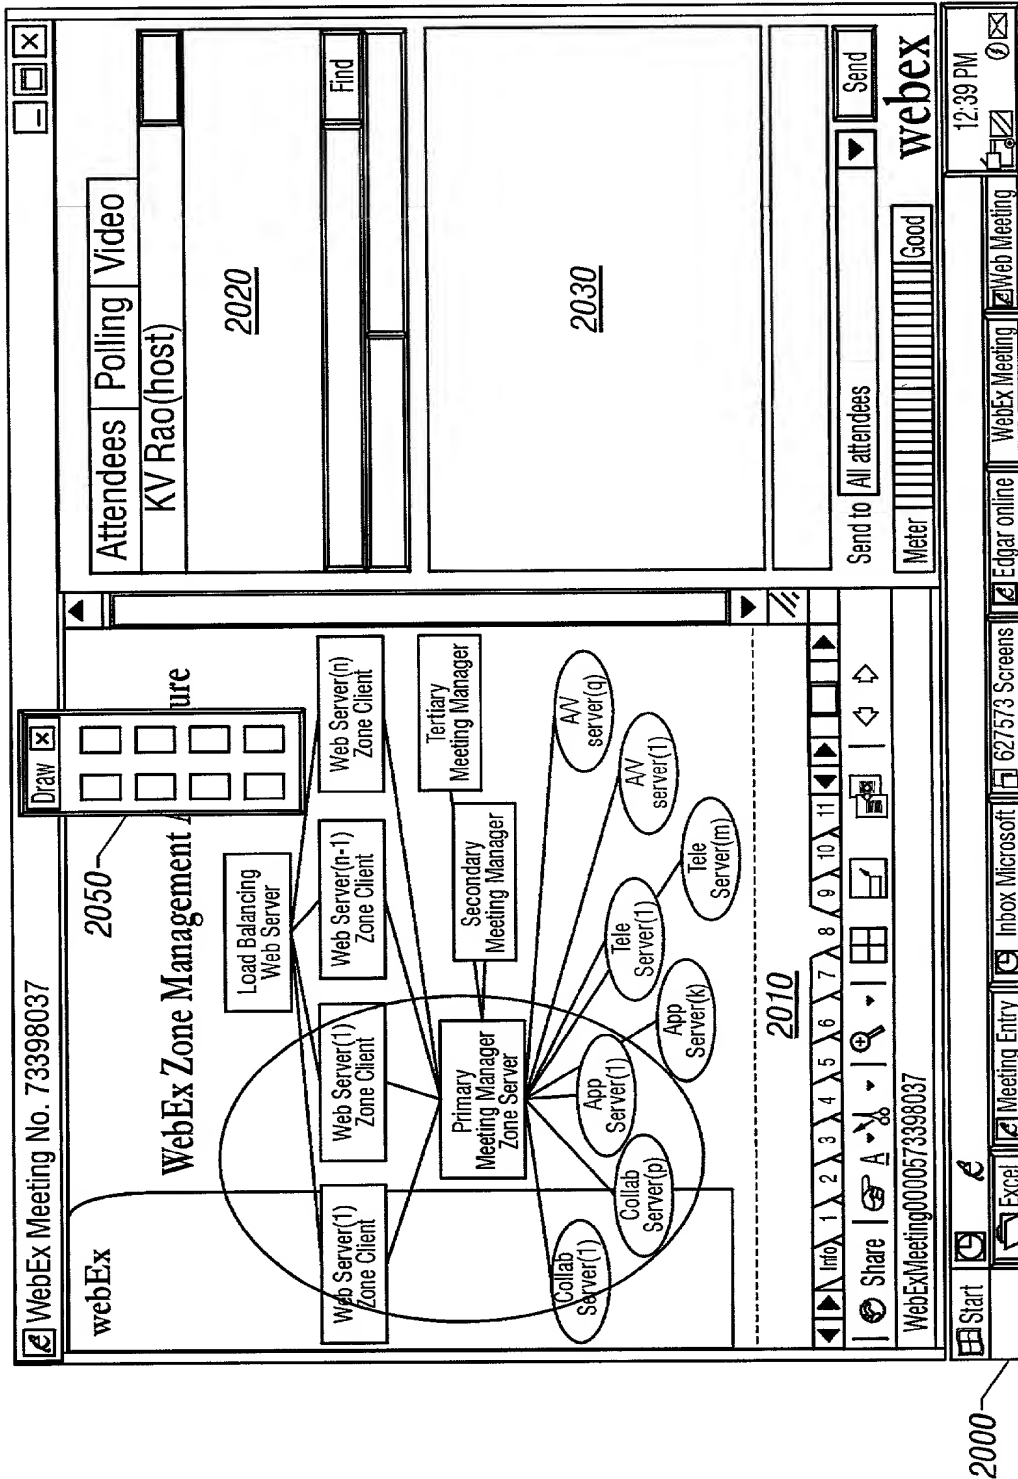 WebEx Meeting No. 73398037
webEx
WebEx Zone Management A
ure
Draw
2050
Load Balancing
Web Server
Web Server(1)
Zone Client
Web Server(1)
Zone Client
Web Server(n-1)
Zone Client
Web Server(n)
Zone Client
Primary
Meeting Manager
Zone Server
Secondary
Meeting Manager
Tertiary
Meeting Manager
Collab
Server(1)
Collab
Server(p)
App
Server(1)
App
Server(k)
Tele
Server(1)
Tele
Server(m)
A/V
server(1)
A/V
server(q)
2010
Info 1 2 3 4 5 6 7 8 9 10 11
Share A
WebExMeeting0000573398037
Attendees Polling Video
KV Rao(host)
2020
Find
2030
Send to All attendees Send
Meter Good
webex
Start
Excel Meeting Entry Inbox Microsoft 627573 Screens Edgar online WebEx Meeting Web Meeting
12:39 PM
2000